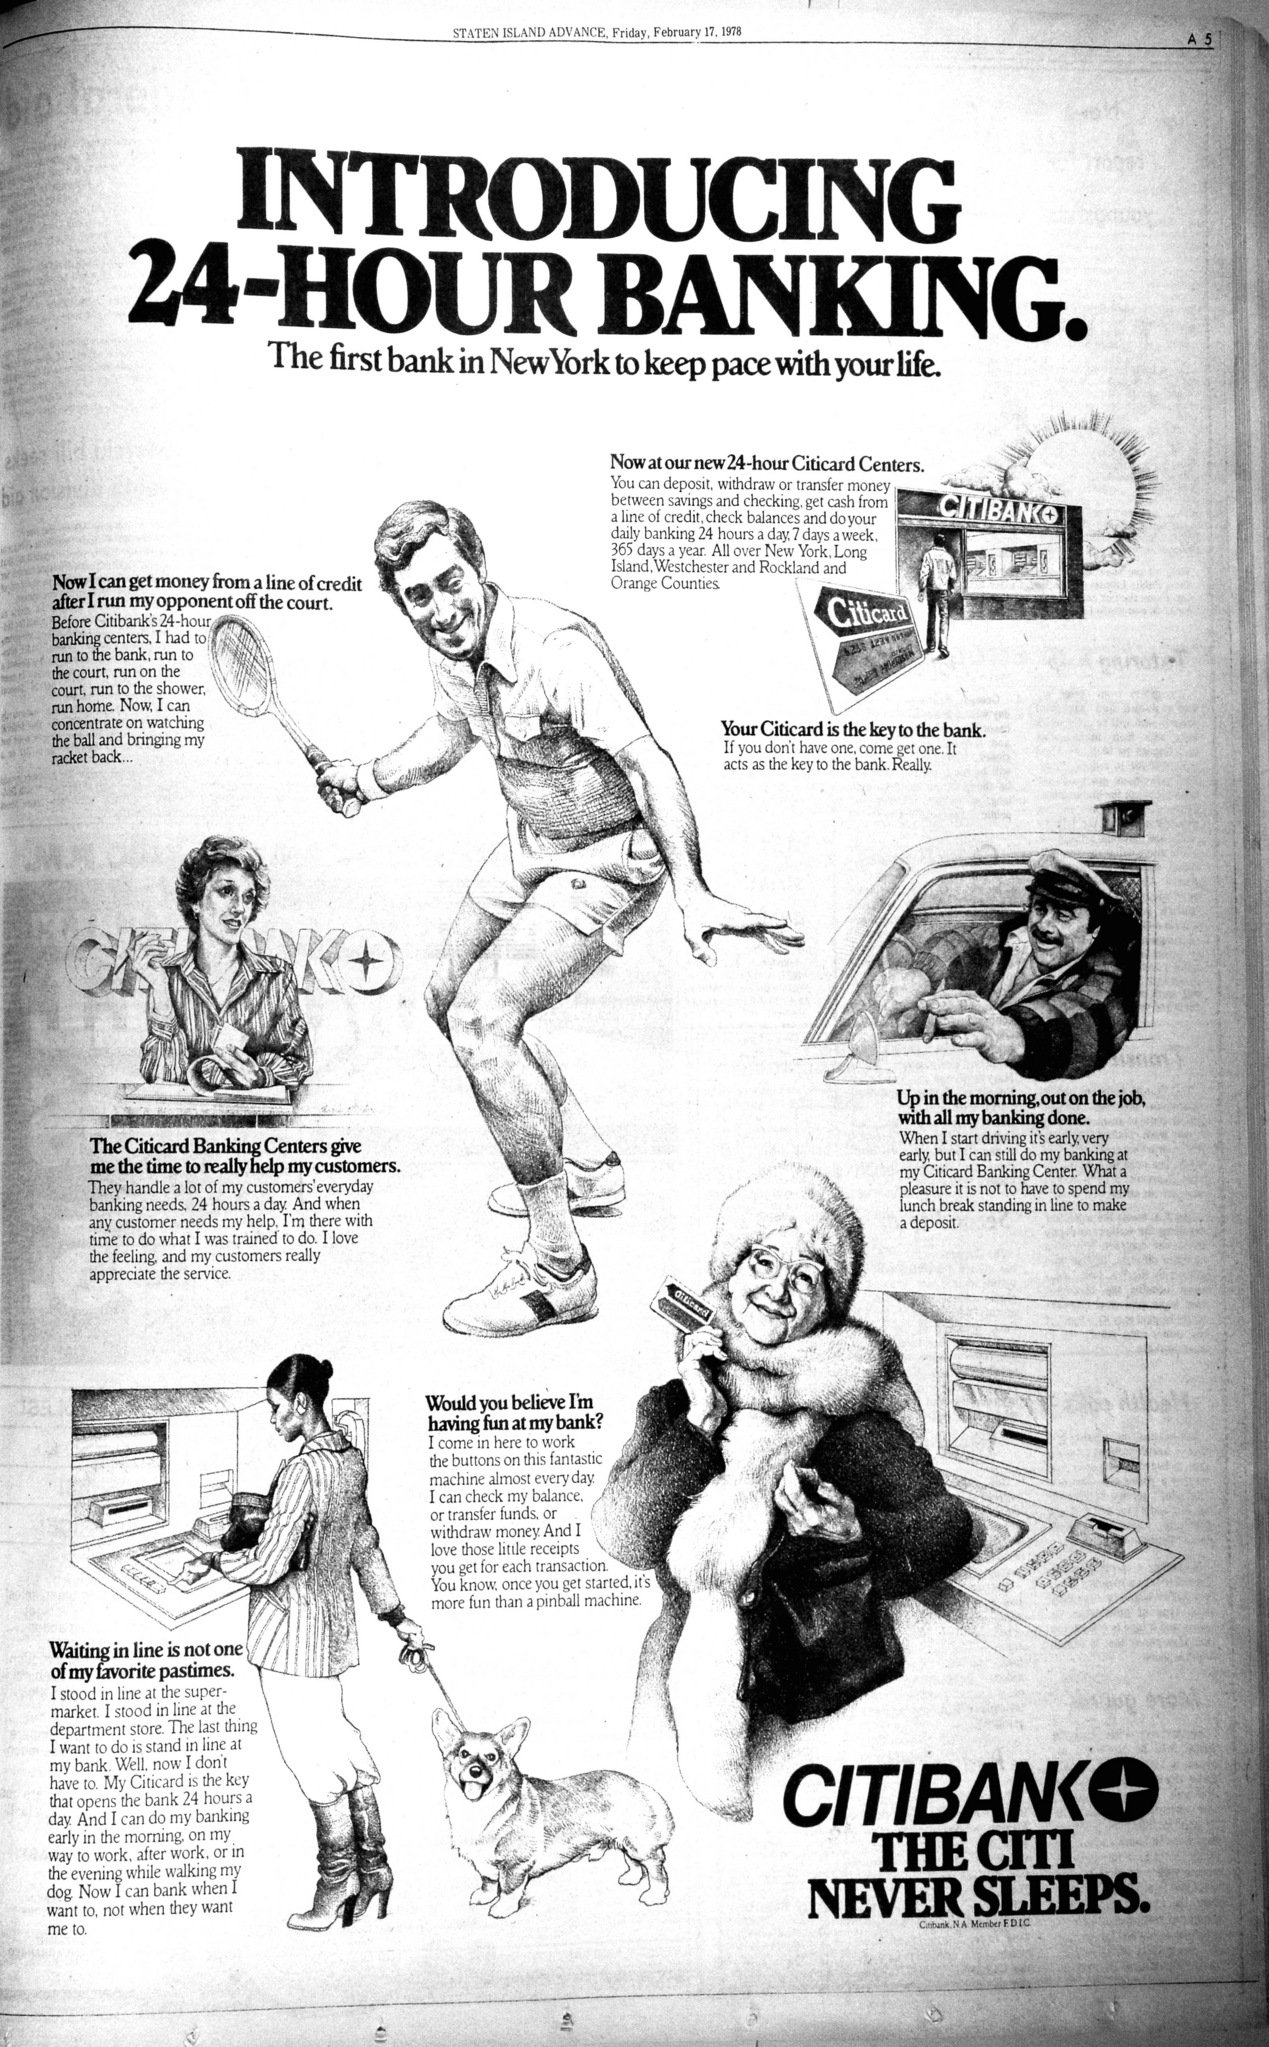 STATEN ISLAND ADVANCE, Friday, February 17, 1978
A 5
INTRODUCING
24-HOUR BANKING.
The first bank in New York to keep pace with your life.
Now at our new 24-hour Citicard Centers.
You can deposit, withdraw or transfer money
between savings and checking, get cash from
a line of credit, check balances and do your
daily banking 24 hours a day, 7 days a week,
365 days a year. All over New York, Long
Island, Westchester and Rockland and
Orange Counties.
CITIBANK
Citicard
Your Citicard is the key to the bank.
If you don't have one, come get one. It
acts as the key to the bank. Really.
Now I can get money from a line of credit
after I run my opponent off the court.
Before Citibank's 24-hour
banking centers, I had to
run to the bank, run to
the court, run on the
court, run to the shower,
run home. Now, I can
concentrate on watching
the ball and bringing my
racket back...
CITIBANK
The Citicard Banking Centers give
me the time to really help my customers.
They handle a lot of my customers' everyday
banking needs, 24 hours a day. And when
any customer needs my help, I'm there with
time to do what I was trained to do. I love
the feeling, and my customers really
appreciate the service.
Up in the morning, out on the job,
with all my banking done.
When I start driving it's early, very
early, but I can still do my banking at
my Citicard Banking Center. What a
pleasure it is not to have to spend my
lunch break standing in line to make
a deposit.
Citicard
Would you believe I'm
having fun at my bank?
I come in here to work
the buttons on this fantastic
machine almost every day.
I can check my balance,
or transfer funds, or
withdraw money. And I
love those little receipts
you get for each transaction.
You know, once you get started, it's
more fun than a pinball machine.
Waiting in line is not one
of my favorite pastimes.
I stood in line at the super-
market. I stood in line at the
department store. The last thing
I want to do is stand in line at
my bank. Well, now I don't
have to. My Citicard is the key
that opens the bank 24 hours a
day. And I can do my banking
early in the morning, on my
way to work, after work, or in
the evening while walking my
dog. Now I can bank when I
want to, not when they want
me to.
CITIBANK
THE CITI
NEVER SLEEPS.
Citibank, N.A. Member F.D.I.C.